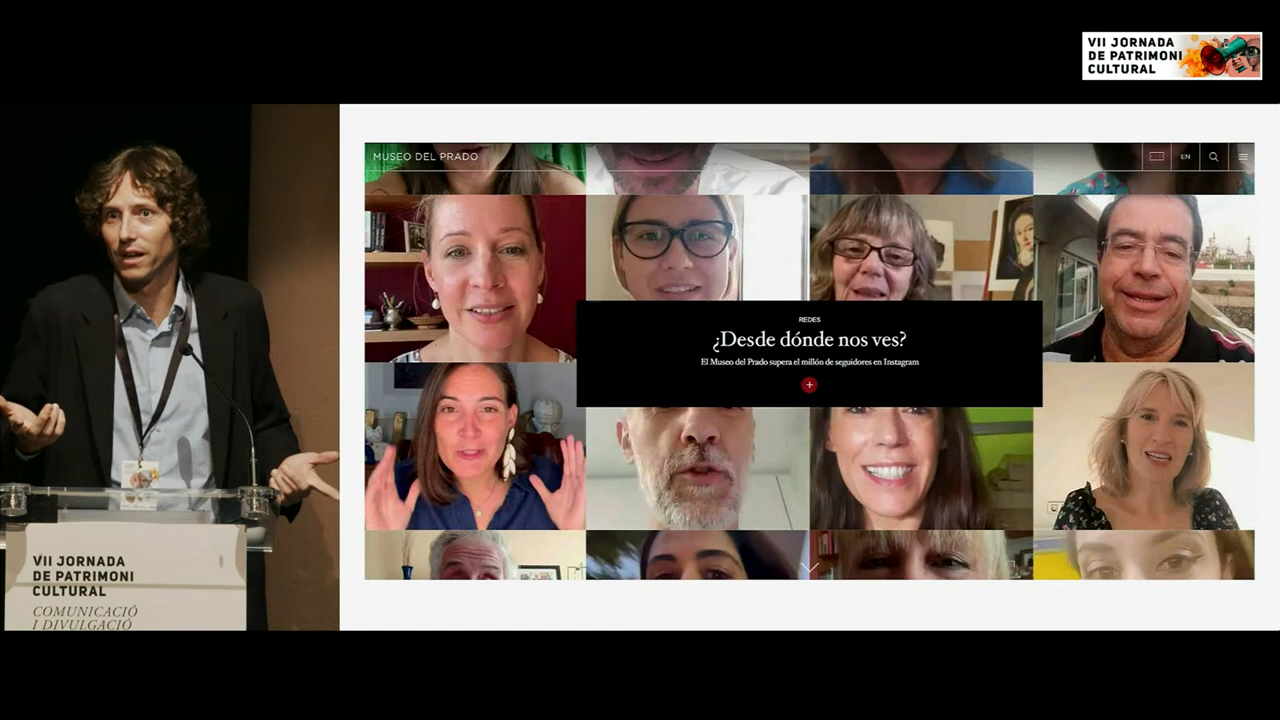 VII JORNADA
DE PATRIMONI
CULTURAL
MUSEO DEL PRADO
EN
REDES
¿Desde dónde nos ves?
El Museo del Prado supera el millón de seguidores en Instagram
+
VII JORNADA
DE PATRIMONI
CULTURAL
COMUNICACIÓ
I DIVULGACIÓ